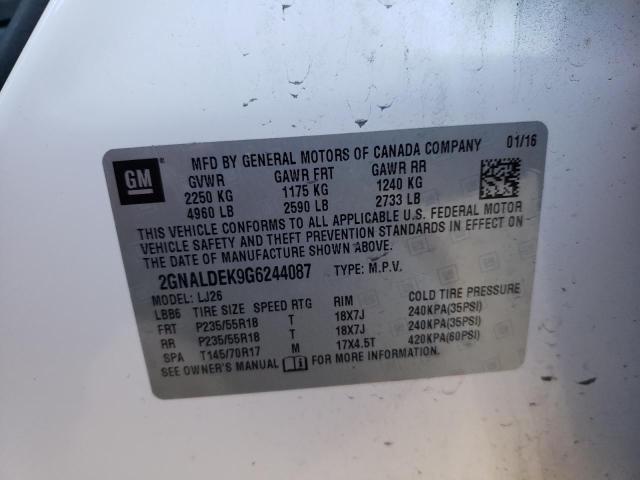 GM
MFD BY GENERAL MOTORS OF CANADA COMPANY 01/16
GVWR GAWR FRT GAWR RR
2250 KG 1175 KG 1240 KG
4960 LB 2590 LB 2733 LB
THIS VEHICLE CONFORMS TO ALL APPLICABLE U.S. FEDERAL MOTOR
VEHICLE SAFETY AND THEFT PREVENTION STANDARDS IN EFFECT ON
THE DATE OF MANUFACTURE SHOWN ABOVE.
2GNALDEK9G6244087 TYPE: M.P.V.
MODEL: LJ26
LBB6 TIRE SIZE SPEED RTG RIM COLD TIRE PRESSURE
FRT P235/55R18 T 18X7J 240KPA(35PSI)
RR P235/55R18 T 18X7J 240KPA(35PSI)
SPA T145/70R17 M 17X4.5T 420KPA(60PSI)
SEE OWNER'S MANUAL